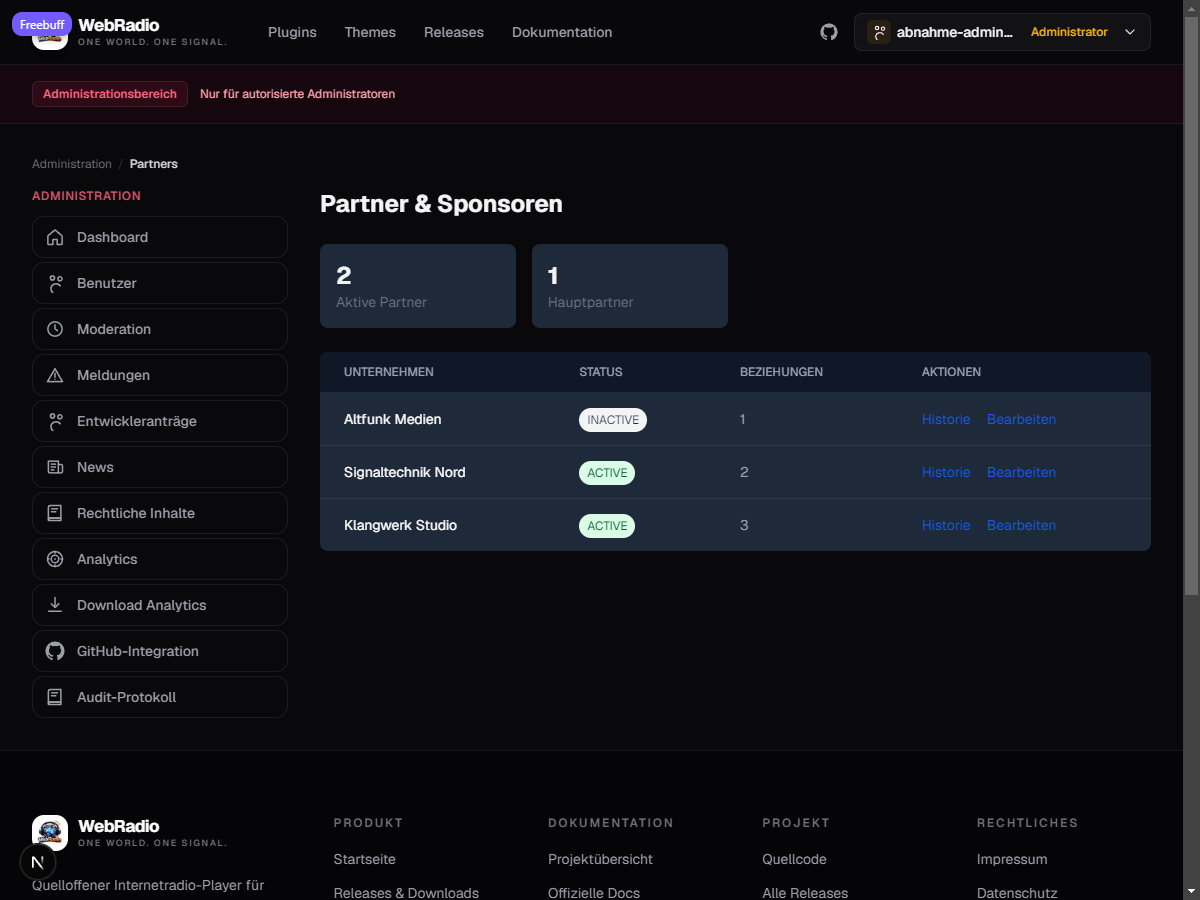 Freebuff
WebRadio
ONE WORLD. ONE SIGNAL.
Plugins
Themes
Releases
Dokumentation
abnahme-admin...
Administrator
Administrationsbereich
Nur für autorisierte Administratoren
Administration / Partners
ADMINISTRATION
Dashboard
Benutzer
Moderation
Meldungen
Entwickleranträge
News
Rechtliche Inhalte
Analytics
Download Analytics
GitHub-Integration
Audit-Protokoll
Partner & Sponsoren
2
Aktive Partner
1
Hauptpartner
UNTERNEHMEN STATUS BEZIEHUNGEN AKTIONEN
Altfunk Medien INACTIVE 1 Historie Bearbeiten
Signaltechnik Nord ACTIVE 2 Historie Bearbeiten
Klangwerk Studio ACTIVE 3 Historie Bearbeiten
WebRadio
ONE WORLD. ONE SIGNAL.
N
Quelloffener Internetradio-Player für
PRODUKT
Startseite
Releases & Downloads
DOKUMENTATION
Projektübersicht
Offizielle Docs
PROJEKT
Quellcode
Alle Releases
RECHTLICHES
Impressum
Datenschutz